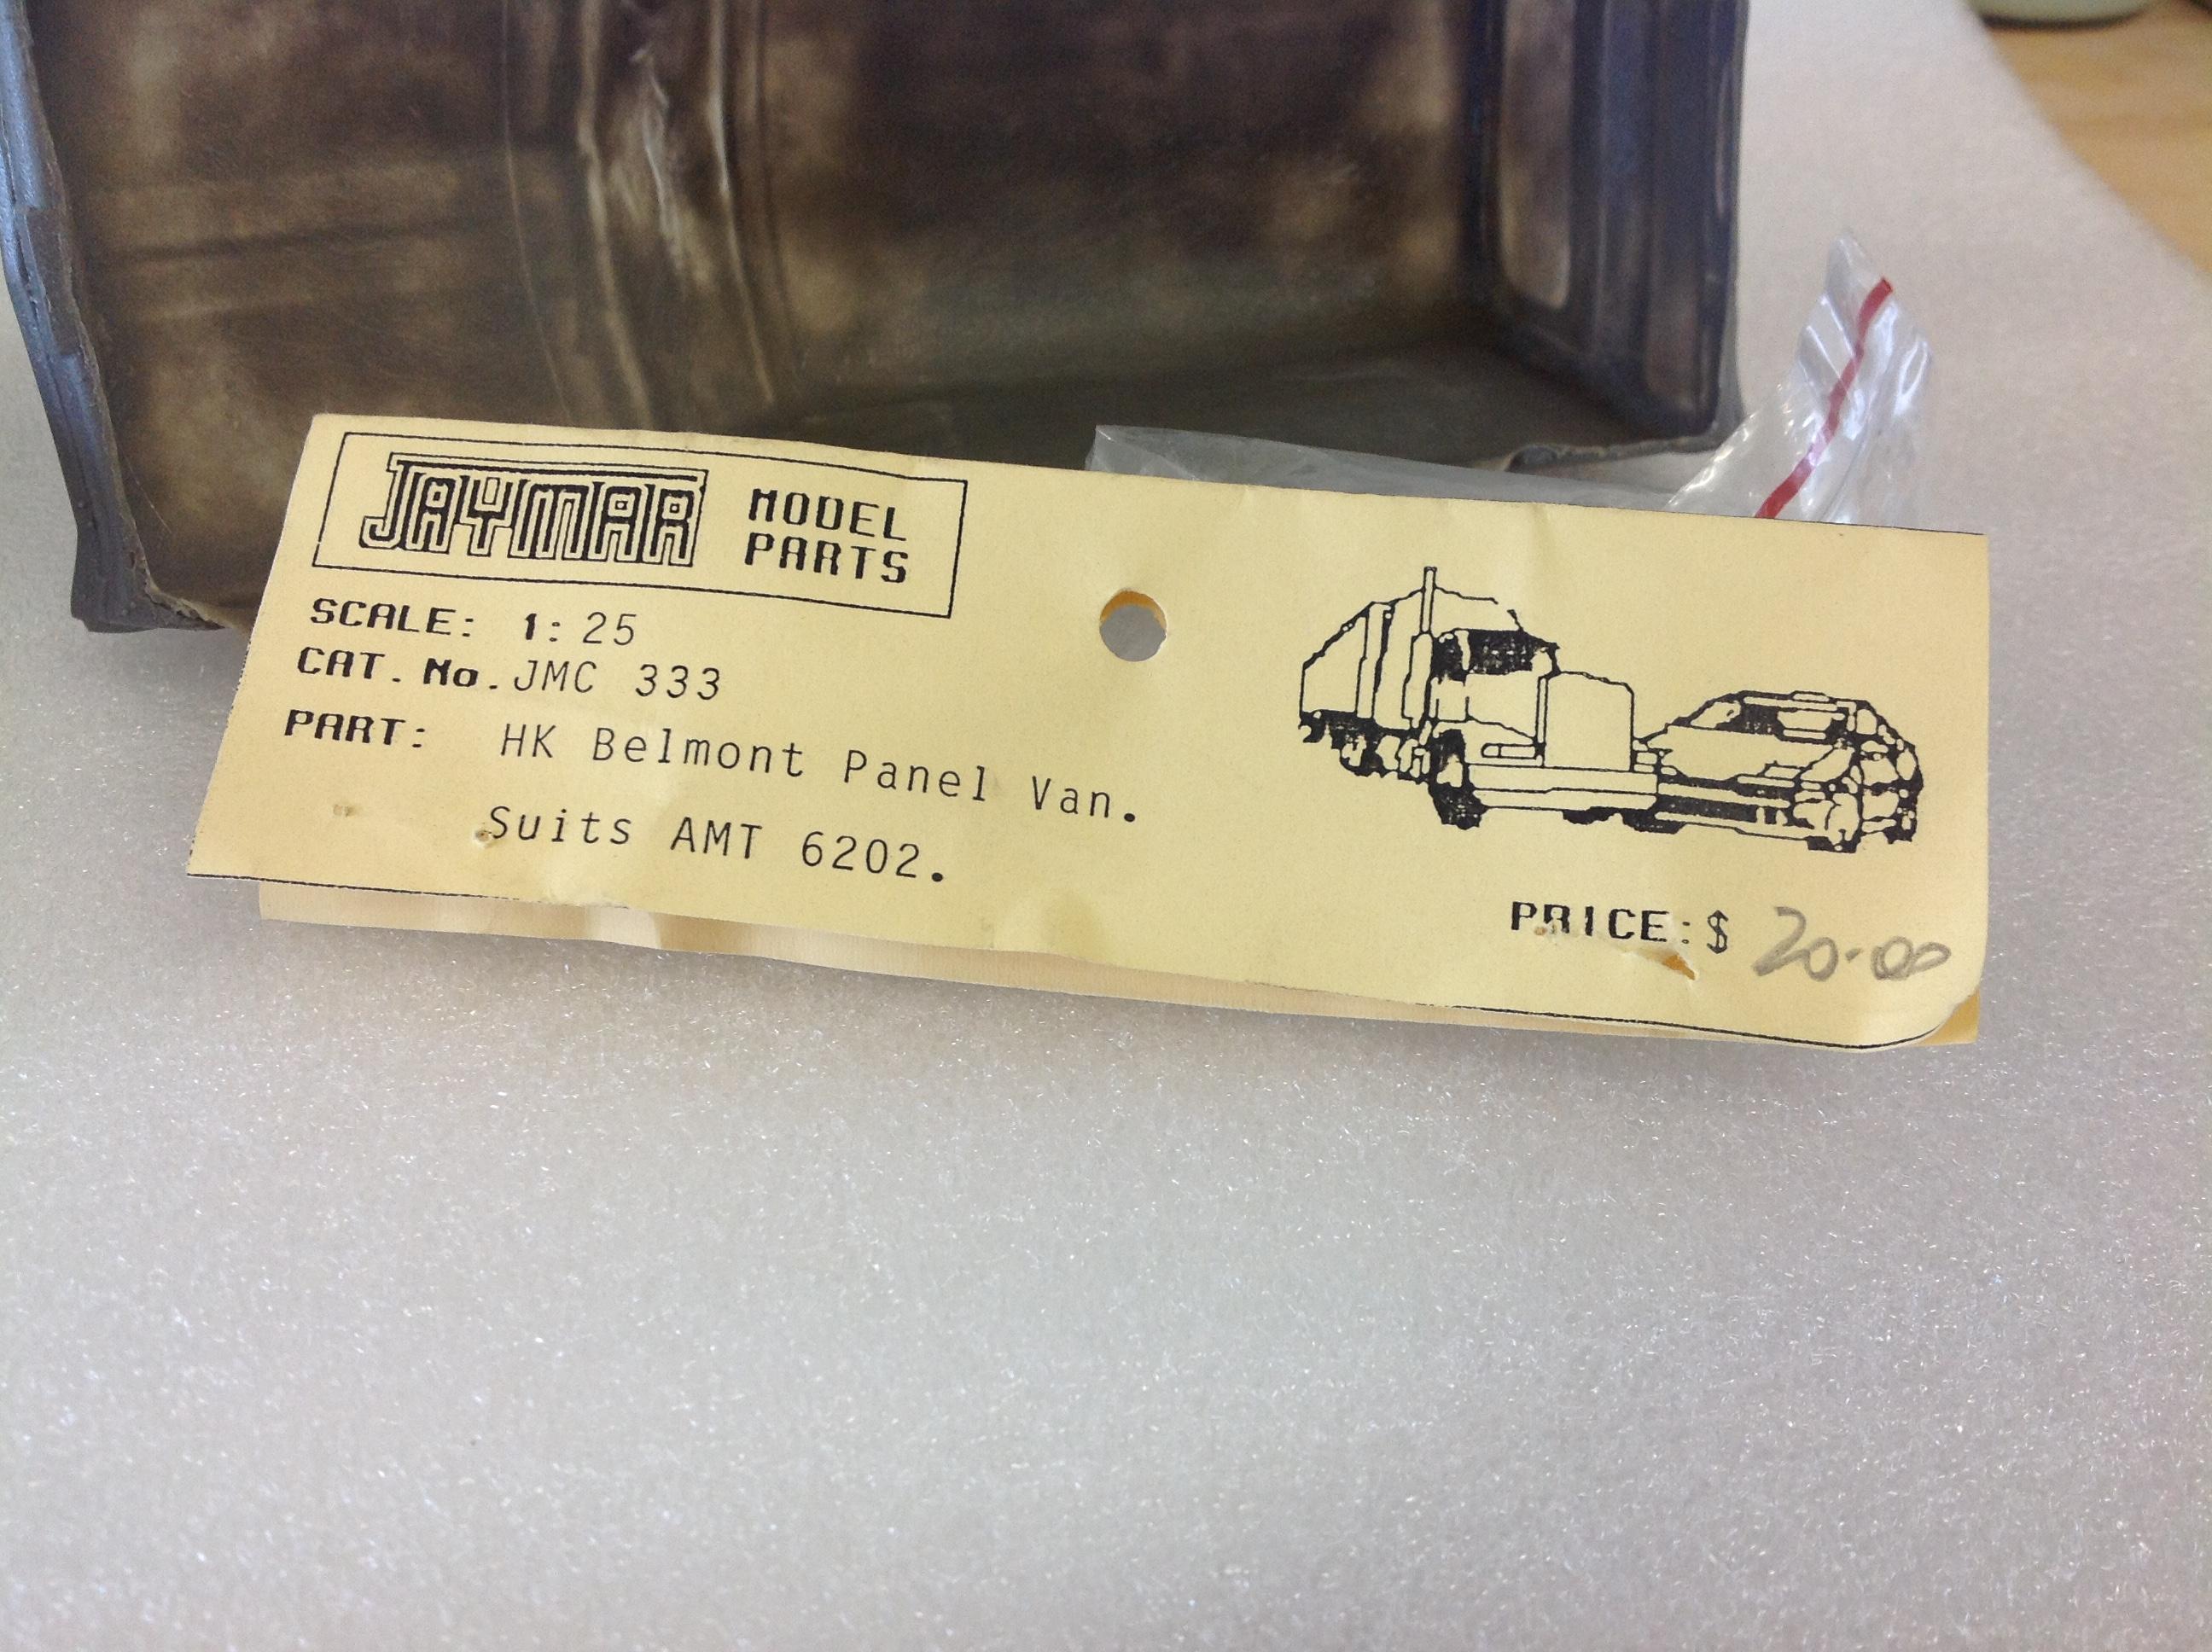 JAYMAR MODEL PARTS
SCALE: 1:25
CAT. No. JMC 333
PART: HK Belmont Panel Van.
Suits AMT 6202.
PRICE:$ 20.00